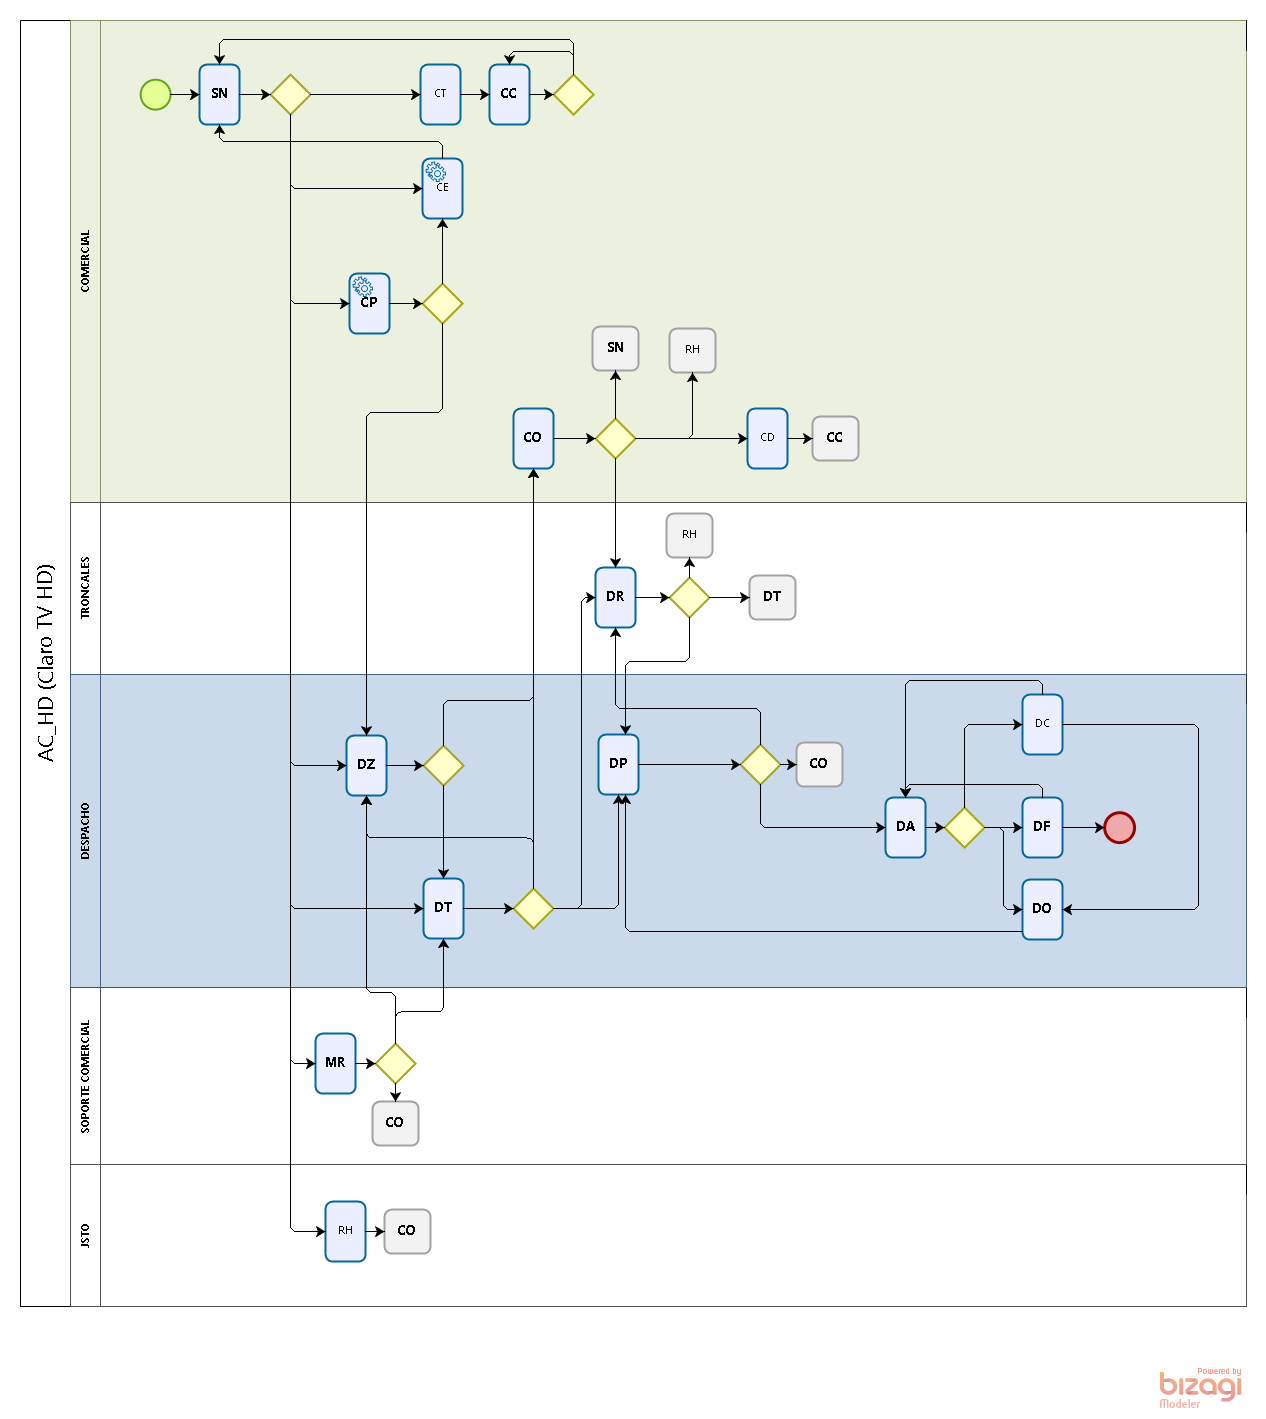 AC_HD (Claro TV HD)
COMERCIAL
SN
CT
CC
CE
CP
SN
RH
CO
CD
CC
TRONCALES
RH
DR
DT
DESPACHO
DC
DZ
DP
CO
DA
DF
DT
DO
SOPORTE COMERCIAL
MR
CO
JSTO
RH
CO
Powered by
bizagi
Modeler